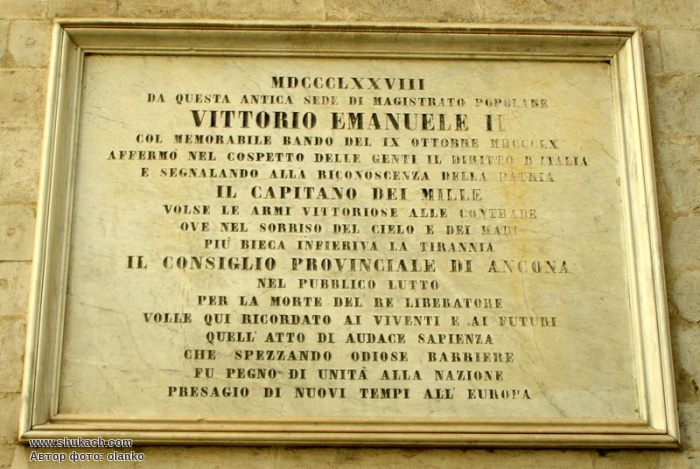 MDCCCLXXVIII
DA QUESTA ANTICA SEDE DI MAGISTRATO POPOLANE
VITTORIO EMANUELE II
COL MEMORABILE BANDO DEL IX OTTOBRE MDCCCLX
AFFERMÒ NEL COSPETTO DELLE GENTI IL DIRITTO D'ITALIA
E SEGNALANDO ALLA RICONOSCENZA DELLA PATRIA
IL CAPITANO DEI MILLE
VOLSE LE ARMI VITTORIOSE ALLE CONTRADE
OVE NEL SORRISO DEL CIELO E DEI MARI
PIÙ BIECA INFIERIVA LA TIRANNIA
IL CONSIGLIO PROVINCIALE DI ANCONA
NEL PUBBLICO LUTTO
PER LA MORTE DEL RE LIBERATORE
VOLLE QUI RICORDATO AI VIVENTI E AI FUTURI
QUELL'ATTO DI AUDACE SAPIENZA
CHE SPEZZANDO ODIOSE BARRIERE
FU PEGNO DI UNITÀ ALLA NAZIONE
PRESAGIO DI NUOVI TEMPI ALL'EUROPA
www.shukach.com
Автор фото: olanko